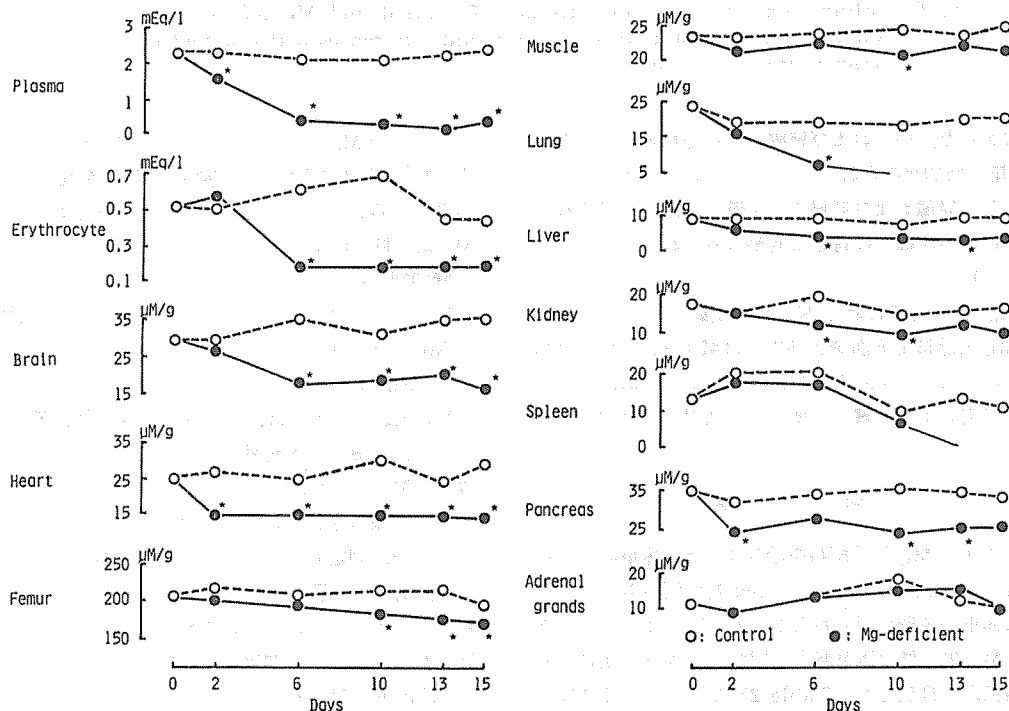 mEq/l
3
2
1
0
Plasma
* * * * *
mEq/l
0.7
0.5
0.3
0.1
Erythrocyte
* * * *
µM/g
35
25
15
Brain
* * * *
µM/g
35
25
15
Heart
* * * * *
µM/g
250
200
150
Femur
* * *
0 2 6 10 13 15
Days
µM/g
25
20
Muscle
*
µM/g
25
15
5
Lung
*
µM/g
10
0
Liver
* *
µM/g
20
10
Kidney
* *
µM/g
20
10
0
Spleen
µM/g
35
25
Pancreas
* * *
µM/g
20
10
Adrenal
grands
O: Control ●: Mg-deficient
0 2 6 10 13 15
Days